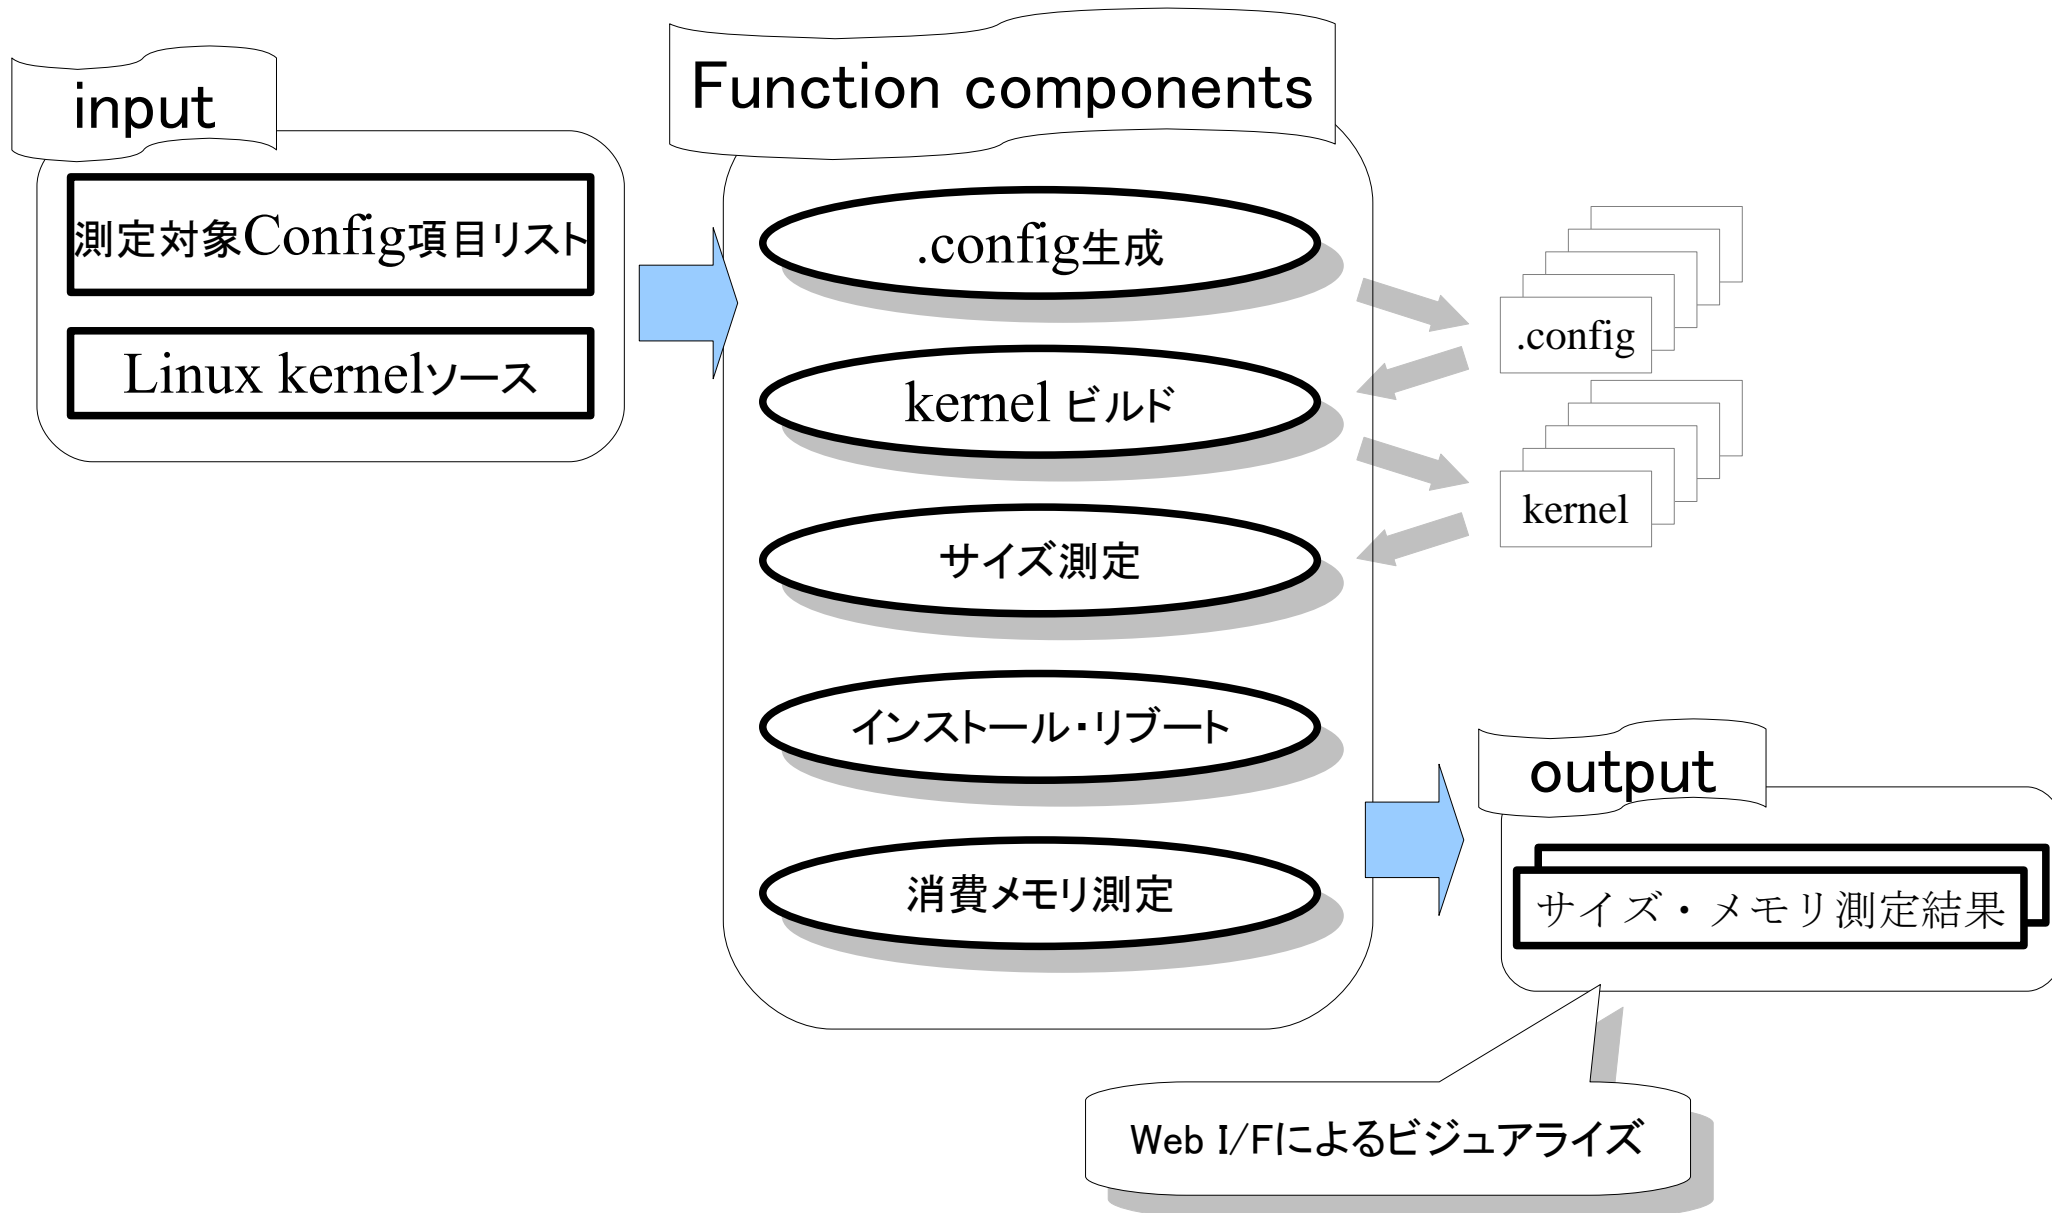 input
測定対象Config項目リスト
Linux kernelソース
Function components
.config生成
kernel ビルド
サイズ測定
インストール・リブート
消費メモリ測定
.config
kernel
output
サイズ・メモリ測定結果
Web I/Fによるビジュアライズ